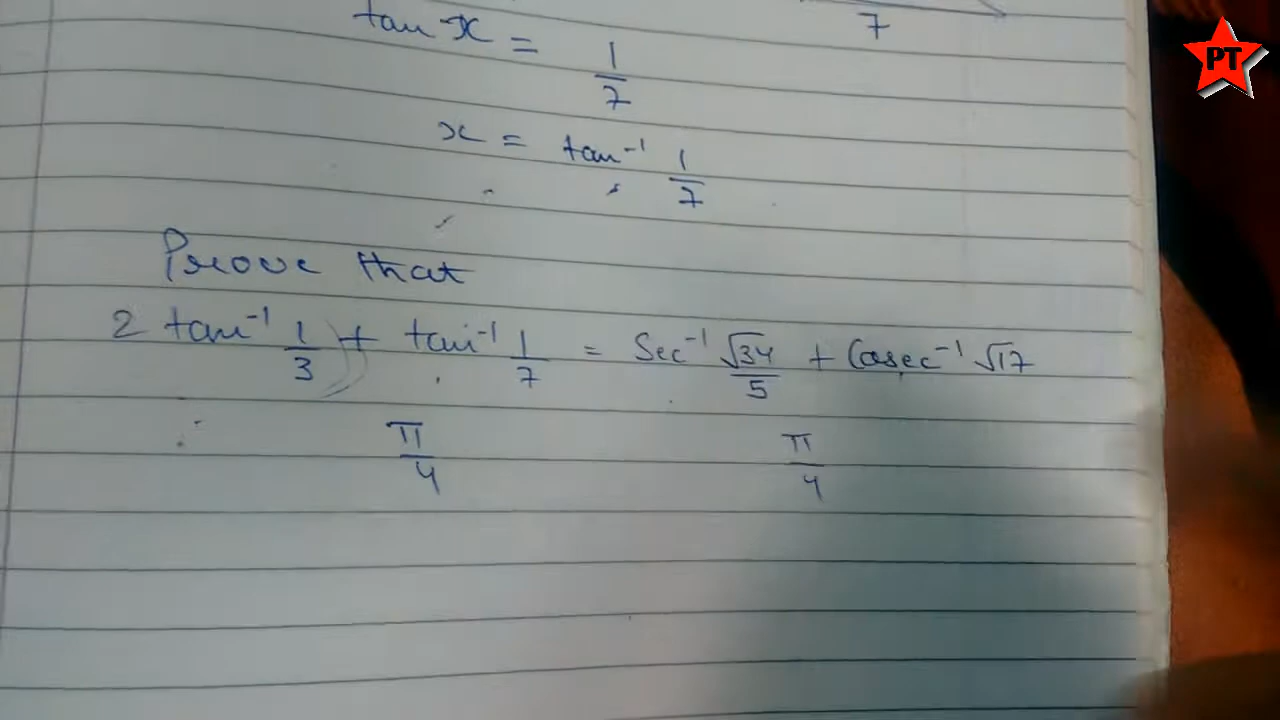 7
tan x = 1/7
x = tan⁻¹ 1/7
Prove that
2 tan⁻¹ 1/3 + tan⁻¹ 1/7 = Sec⁻¹ √34/5 + Cosec⁻¹ √17
π/4 π/4
PT